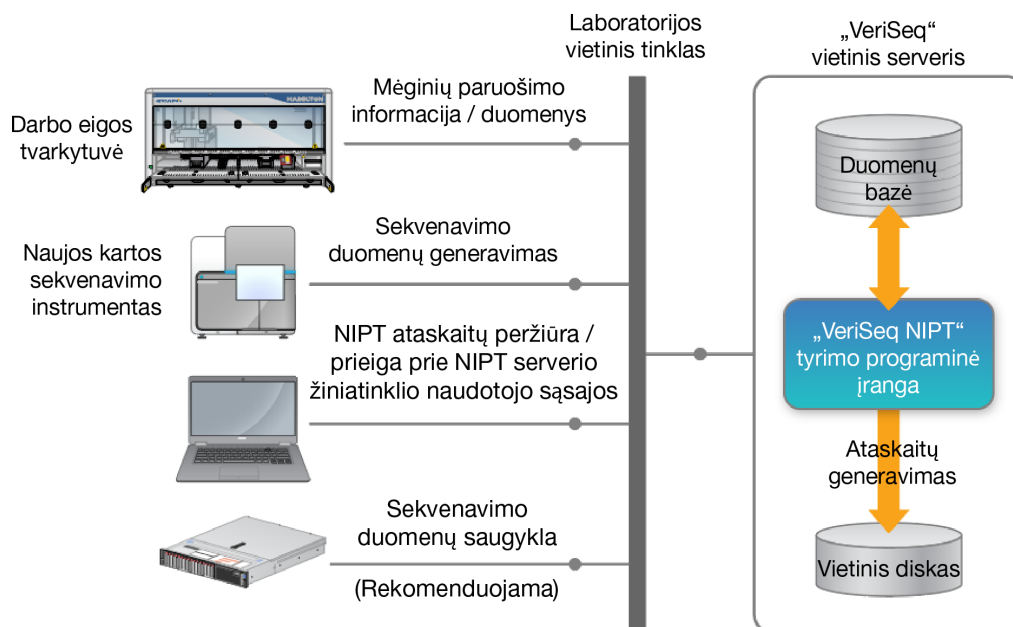 Laboratorijos
vietinis tinklas
„VeriSeq“
vietinis serveris
Darbo eigos
tvarkytuvė
HAMILTON
Mėginių paruošimo
informacija / duomenys
Duomenų
bazė
Naujos kartos
sekvenavimo
instrumentas
Sekvenavimo
duomenų generavimas
„VeriSeq NIPT“
tyrimo programinė
įranga
NIPT ataskaitų peržiūra /
prieiga prie NIPT serverio
žiniatinklio naudotojo sąsajos
Ataskaitų
generavimas
Sekvenavimo
duomenų saugykla
(Rekomenduojama)
Vietinis diskas